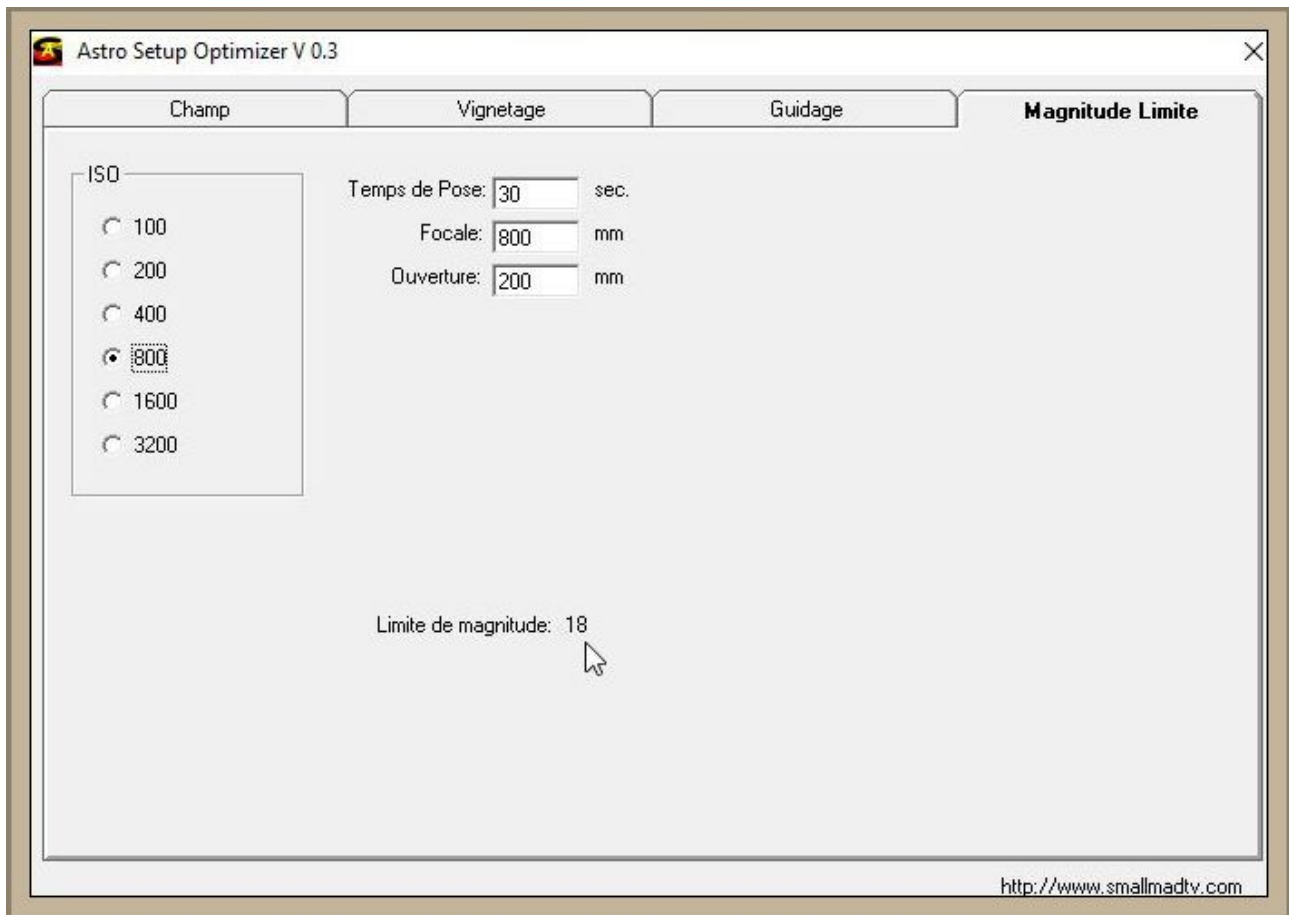 Astro Setup Optimizer V 0.3
Champ
Vignetage
Guidage
Magnitude Limite
ISO
100
200
400
800
1600
3200
Temps de Pose: 30 sec.
Focale: 800 mm
Ouverture: 200 mm
Limite de magnitude: 18
http://www.smallmadtv.com